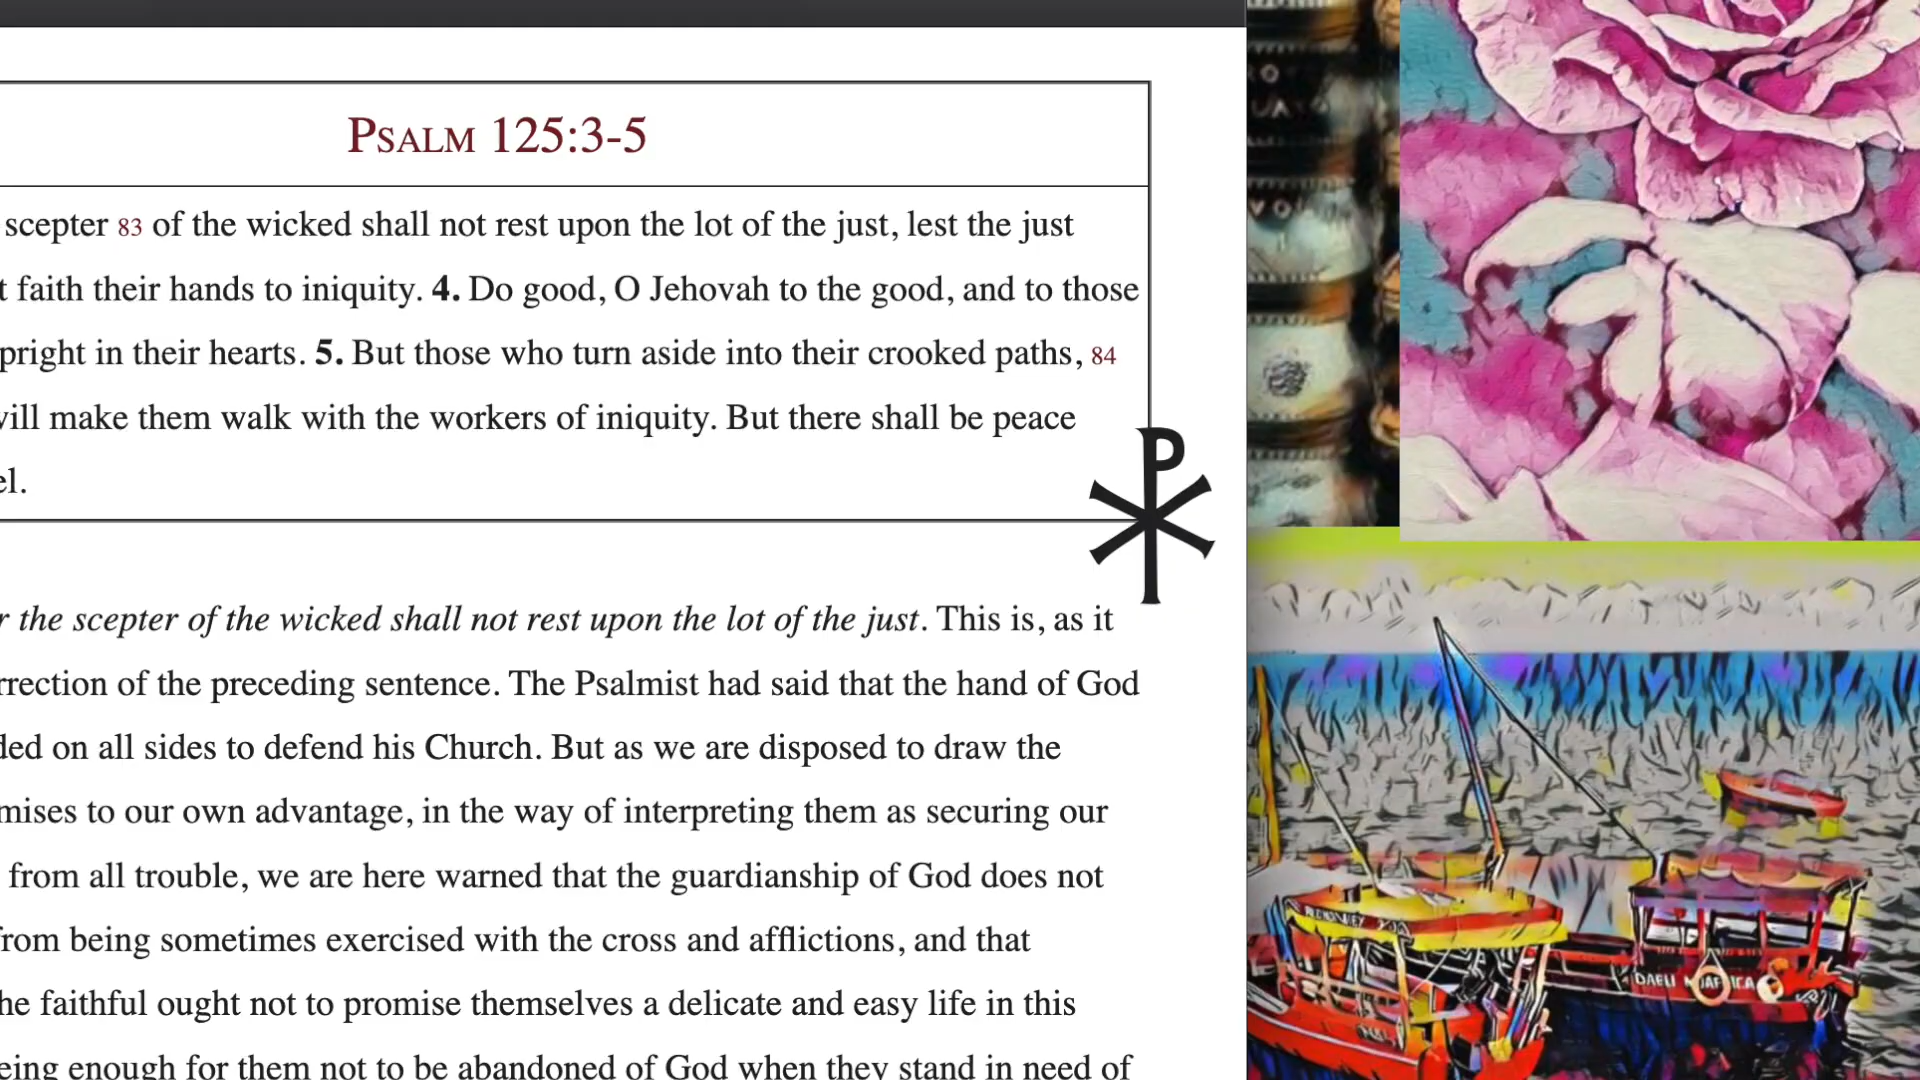 PSALM 125:3-5
scepter 83 of the wicked shall not rest upon the lot of the just, lest the just
t faith their hands to iniquity. 4. Do good, O Jehovah to the good, and to those
pright in their hearts. 5. But those who turn aside into their crooked paths, 84
will make them walk with the workers of iniquity. But there shall be peace
el.
r the scepter of the wicked shall not rest upon the lot of the just. This is, as it
rrection of the preceding sentence. The Psalmist had said that the hand of God
ded on all sides to defend his Church. But as we are disposed to draw the
mises to our own advantage, in the way of interpreting them as securing our
from all trouble, we are here warned that the guardianship of God does not
from being sometimes exercised with the cross and afflictions, and that
he faithful ought not to promise themselves a delicate and easy life in this
eing enough for them not to be abandoned of God when they stand in need of